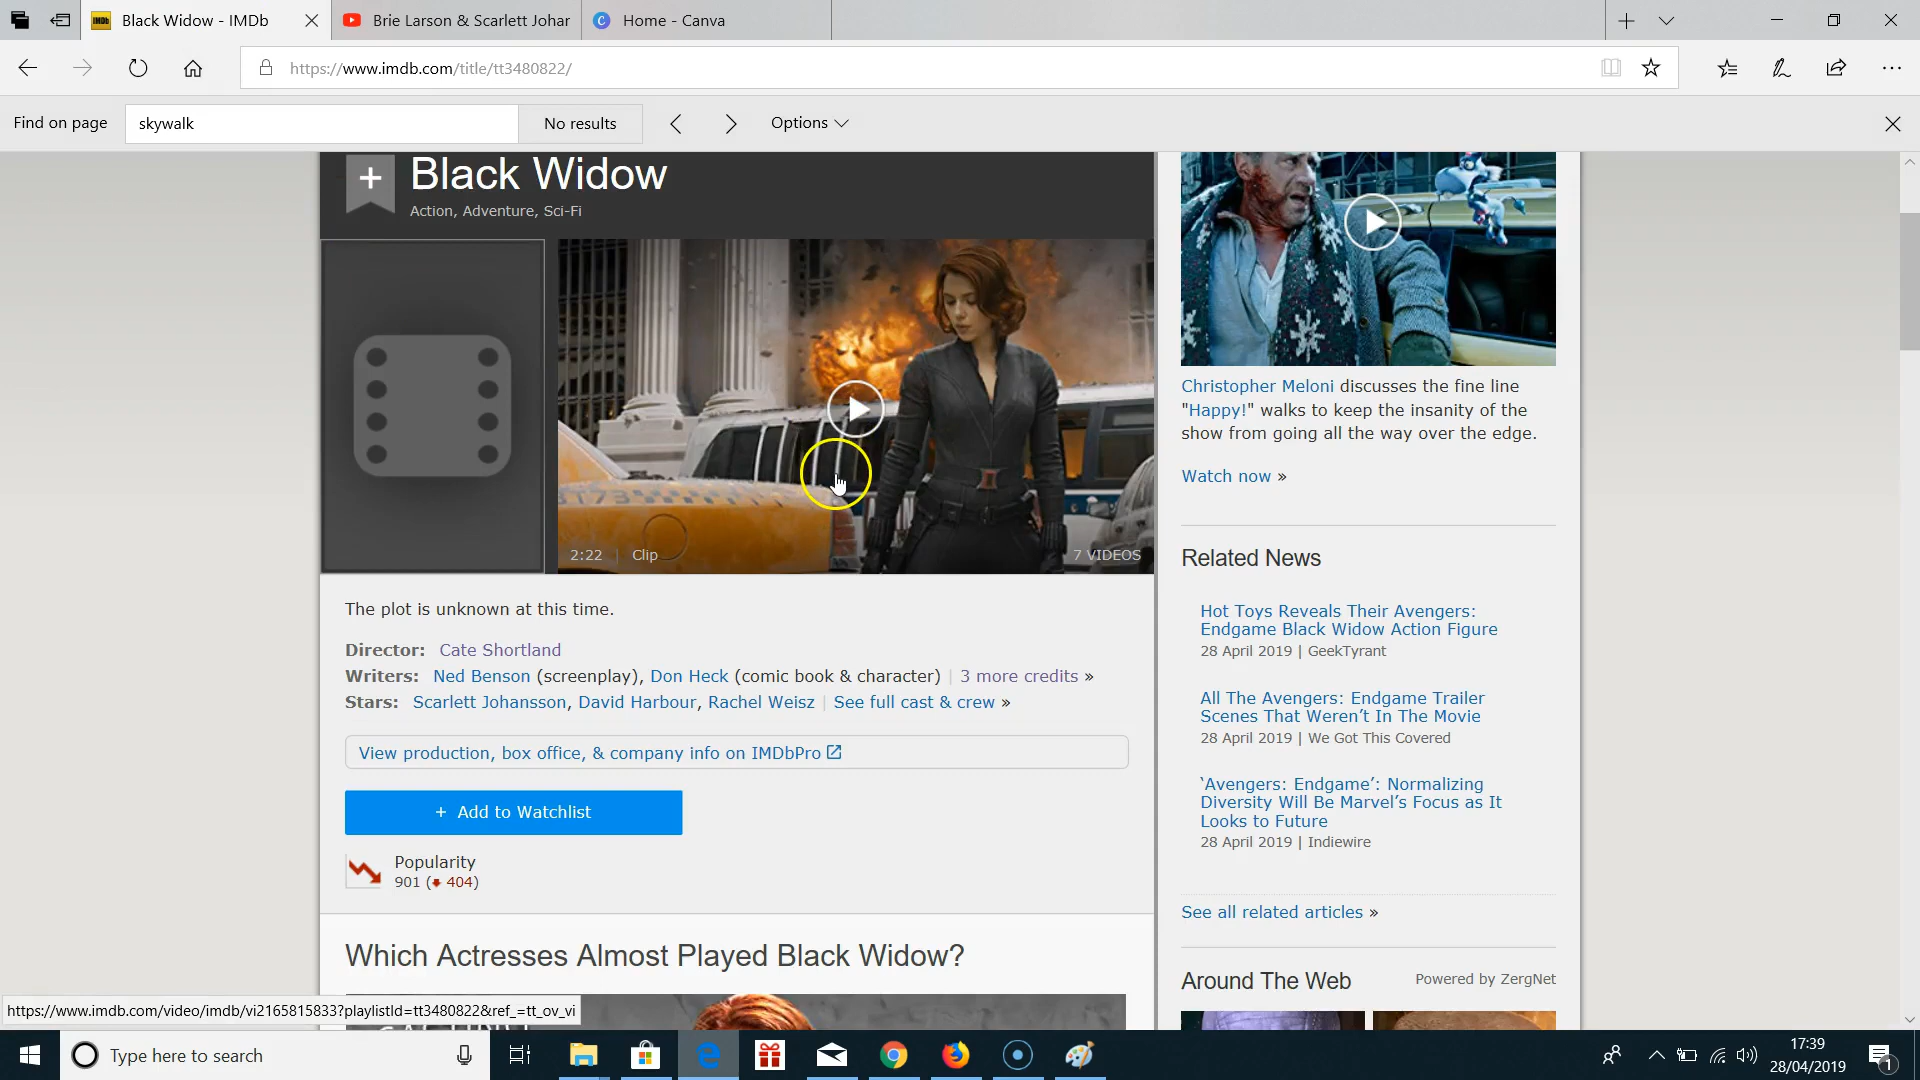 Black Widow - IMDb
Brie Larson & Scarlett Johar
Home - Canva
https://www.imdb.com/title/tt3480822/
Find on page
skywalk
No results
Options
Black Widow
Action, Adventure, Sci-Fi
2:22 | Clip
7 VIDEOS
The plot is unknown at this time.
Director: Cate Shortland
Writers: Ned Benson (screenplay), Don Heck (comic book & character) | 3 more credits »
Stars: Scarlett Johansson, David Harbour, Rachel Weisz | See full cast & crew »
View production, box office, & company info on IMDbPro
+ Add to Watchlist
Popularity
901 (404)
Which Actresses Almost Played Black Widow?
Christopher Meloni discusses the fine line
"Happy!" walks to keep the insanity of the
show from going all the way over the edge.
Watch now »
Related News
Hot Toys Reveals Their Avengers:
Endgame Black Widow Action Figure
28 April 2019 | GeekTyrant
All The Avengers: Endgame Trailer
Scenes That Weren’t In The Movie
28 April 2019 | We Got This Covered
‘Avengers: Endgame’: Normalizing
Diversity Will Be Marvel’s Focus as It
Looks to Future
28 April 2019 | Indiewire
See all related articles »
Around The Web
Powered by ZergNet
https://www.imdb.com/video/imdb/vi2165815833?playlistId=tt3480822&ref_=tt_ov_vi
Type here to search
17:39
28/04/2019
1